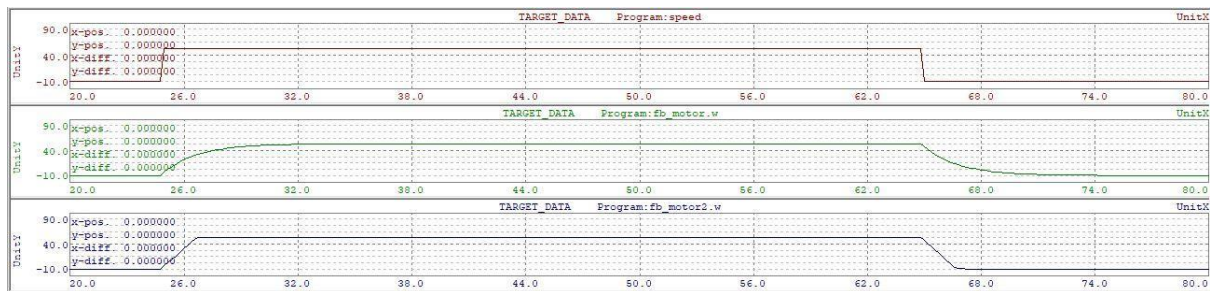 TARGET_DATA Program:speed UnitX
90.0 x-pos. 0.000000
y-pos. 0.000000
40.0 x-diff. 0.000000
y-diff. 0.000000
UnitY
-10.0
20.0 26.0 32.0 38.0 44.0 50.0 56.0 62.0 68.0 74.0 80.0
TARGET_DATA Program:fb_motor.w UnitX
90.0 x-pos. 0.000000
y-pos. 0.000000
40.0 x-diff. 0.000000
y-diff. 0.000000
UnitY
-10.0
20.0 26.0 32.0 38.0 44.0 50.0 56.0 62.0 68.0 74.0 80.0
TARGET_DATA Program:fb_motor2.w UnitX
90.0 x-pos. 0.000000
y-pos. 0.000000
40.0 x-diff. 0.000000
y-diff. 0.000000
UnitY
-10.0
20.0 26.0 32.0 38.0 44.0 50.0 56.0 62.0 68.0 74.0 80.0